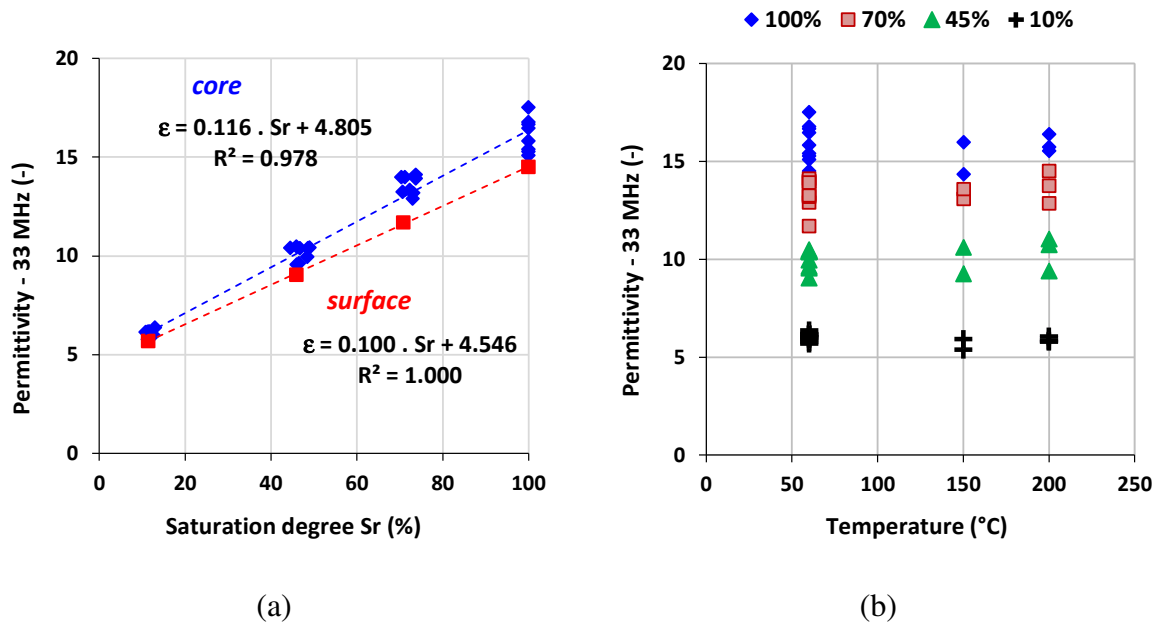 100% 70% 45% 10%
20
15
10
5
0
0 20 40 60 80 100
Permittivity - 33 MHz (-)
Saturation degree Sr (%)
core
ε = 0.116 . Sr + 4.805
R² = 0.978
surface
ε = 0.100 . Sr + 4.546
R² = 1.000
(a)
20
15
10
5
0
0 50 100 150 200 250
Permittivity - 33 MHz (-)
Temperature (°C)
(b)